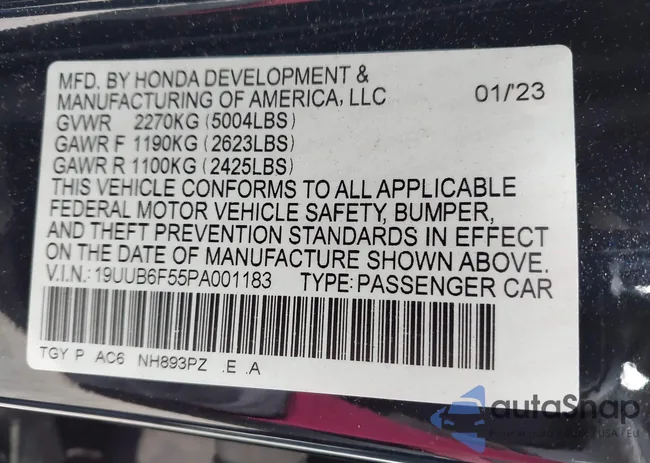 MFD. BY HONDA DEVELOPMENT &
MANUFACTURING OF AMERICA, LLC 01/'23
GVWR 2270KG (5004LBS)
GAWR F 1190KG (2623LBS)
GAWR R 1100KG (2425LBS)
THIS VEHICLE CONFORMS TO ALL APPLICABLE
FEDERAL MOTOR VEHICLE SAFETY, BUMPER,
AND THEFT PREVENTION STANDARDS IN EFFECT
ON THE DATE OF MANUFACTURE SHOWN ABOVE.
V.I.N.: 19UUB6F55PA001183 TYPE: PASSENGER CAR
TGY P AC6 NH893PZ .E .A
autoSnap